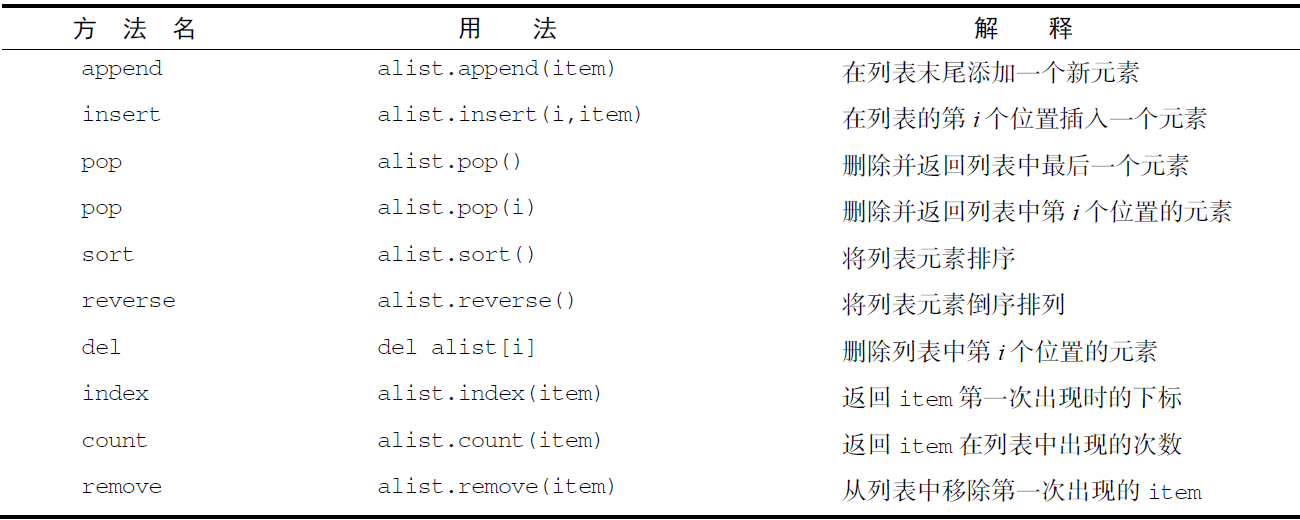 方 法 名 用 法 解 释
append alist.append(item) 在列表末尾添加一个新元素
insert alist.insert(i,item) 在列表的第 i 个位置插入一个元素
pop alist.pop() 删除并返回列表中最后一个元素
pop alist.pop(i) 删除并返回列表中第 i 个位置的元素
sort alist.sort() 将列表元素排序
reverse alist.reverse() 将列表元素倒序排列
del del alist[i] 删除列表中第 i 个位置的元素
index alist.index(item) 返回 item 第一次出现时的下标
count alist.count(item) 返回 item 在列表中出现的次数
remove alist.remove(item) 从列表中移除第一次出现的 item